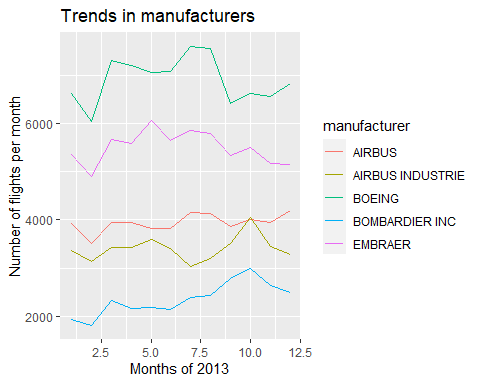 Trends in manufacturers
Number of flights per month
6000
4000
2000
2.5 5.0 7.5 10.0 12.5
Months of 2013
manufacturer
AIRBUS
AIRBUS INDUSTRIE
BOEING
BOMBARDIER INC
EMBRAER